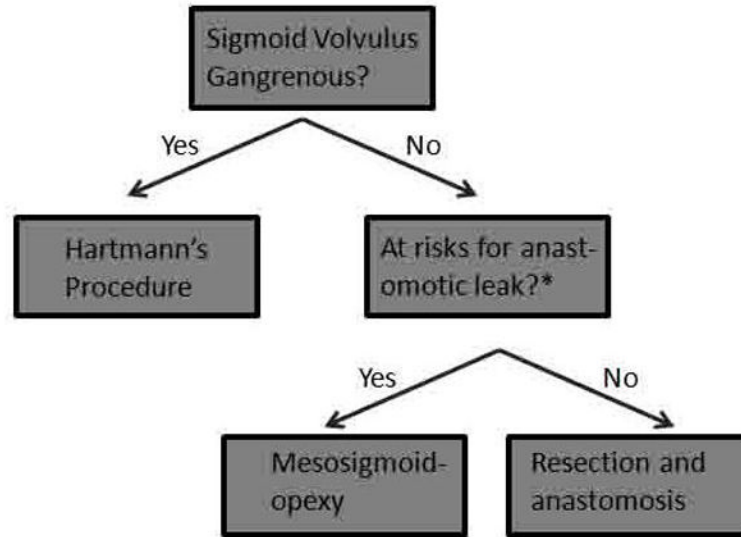 Sigmoid Volvulus
Gangrenous?
Yes
No
Hartmann's
Procedure
At risks for anast-
omotic leak?*
Yes
No
Mesosigmoid-
opexy
Resection and
anastomosis